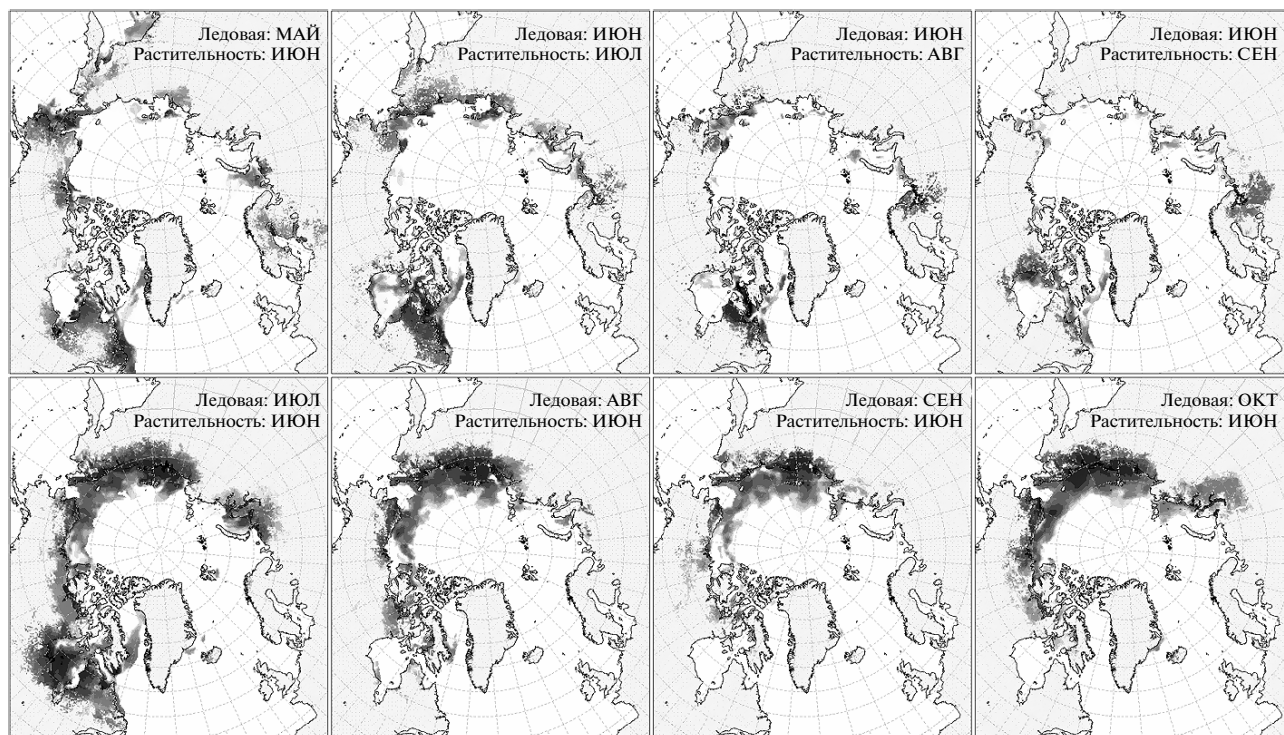 Ледовая: МАЙ
Растительность: ИЮН
Ледовая: ИЮН
Растительность: ИЮЛ
Ледовая: ИЮН
Растительность: АВГ
Ледовая: ИЮН
Растительность: СЕН
Ледовая: ИЮЛ
Растительность: ИЮН
Ледовая: АВГ
Растительность: ИЮН
Ледовая: СЕН
Растительность: ИЮН
Ледовая: ОКТ
Растительность: ИЮН